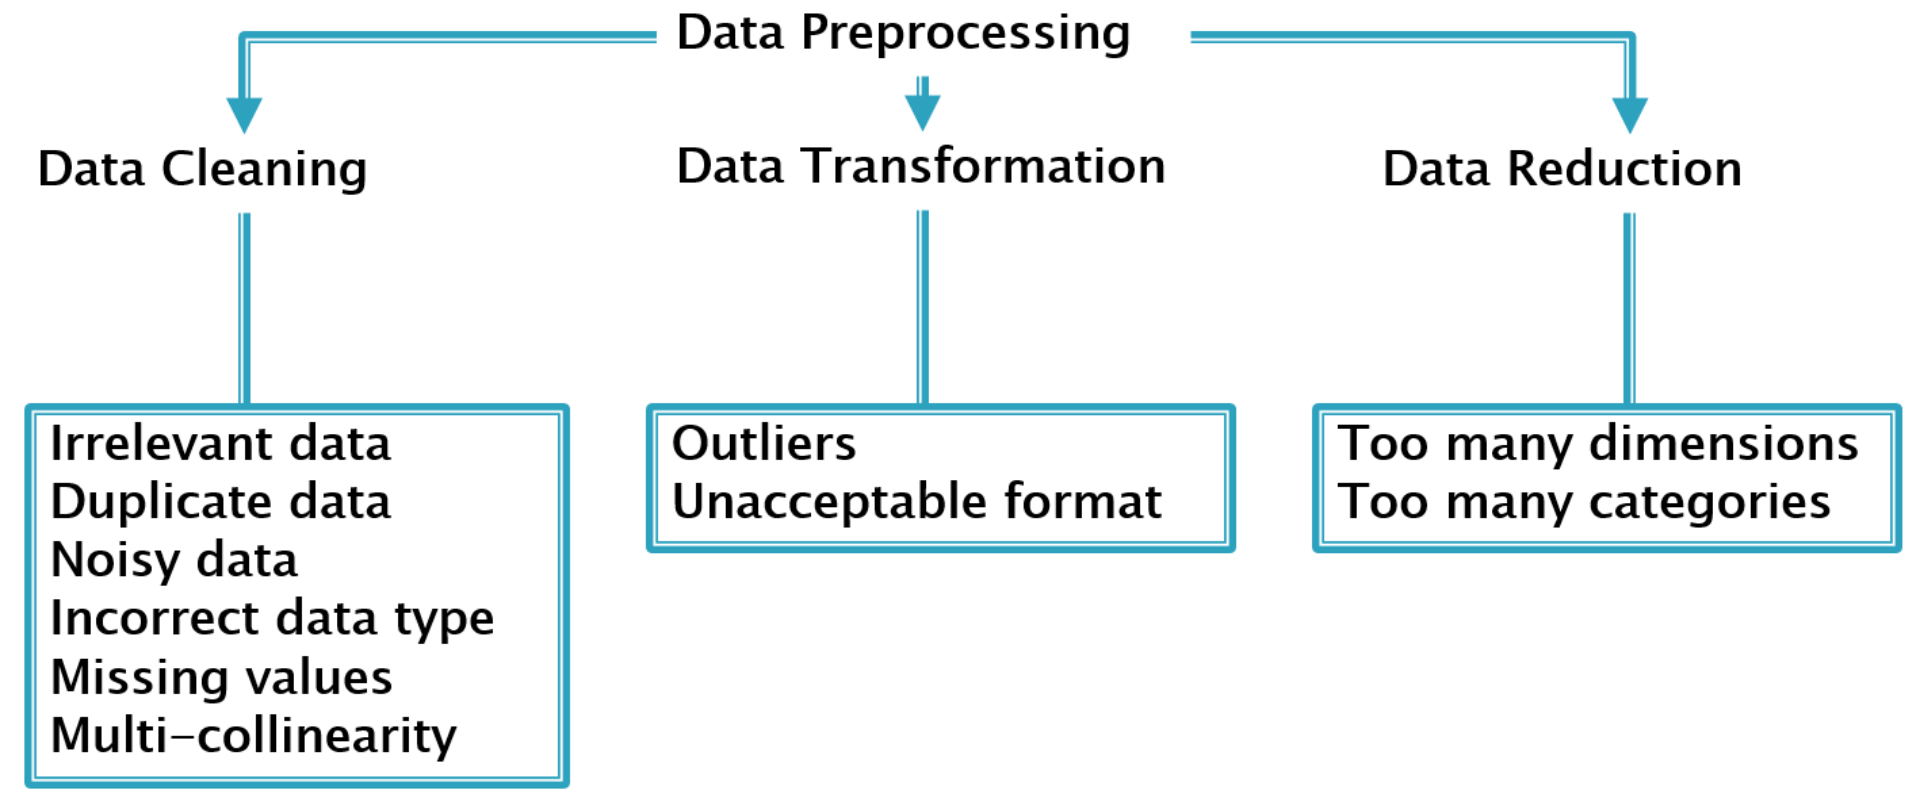 Data Preprocessing
Data Cleaning
Data Transformation
Data Reduction
Irrelevant data
Duplicate data
Noisy data
Incorrect data type
Missing values
Multi-collinearity
Outliers
Unacceptable format
Too many dimensions
Too many categories